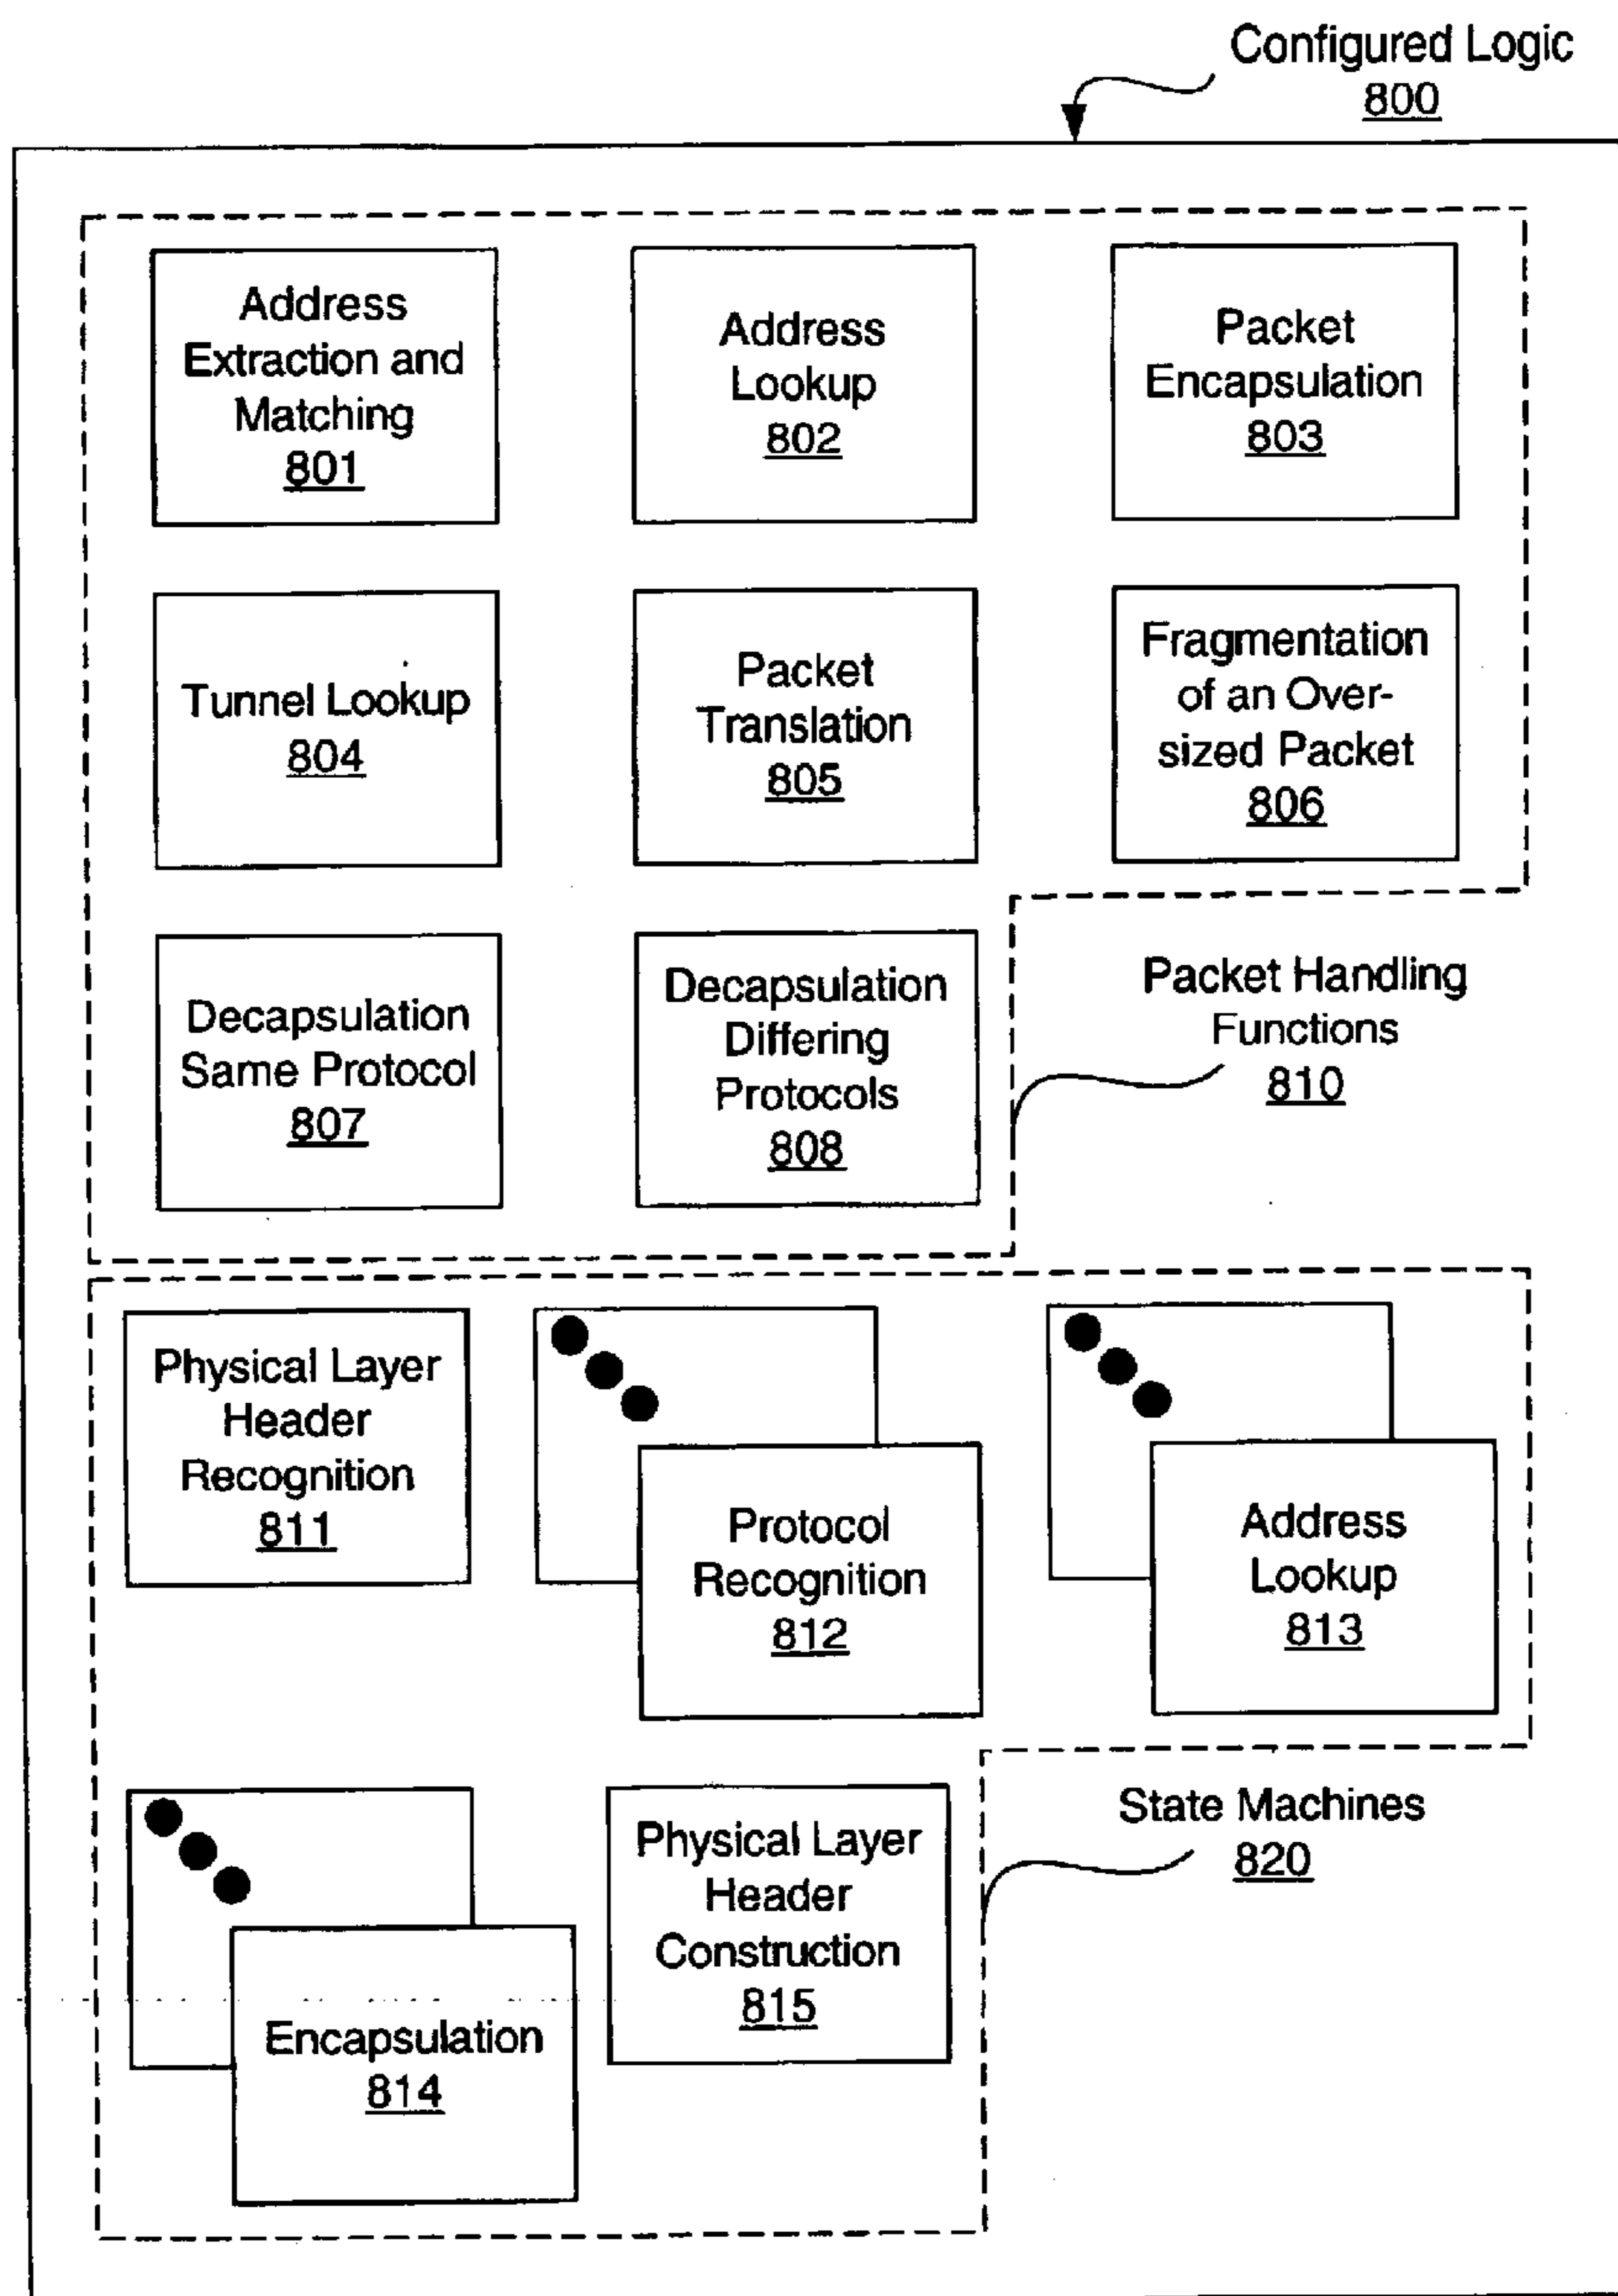 Configured Logic
800
Address
Extraction and
Matching
801
Address
Lookup
802
Packet
Encapsulation
803
Tunnel Lookup
804
Packet
Translation
805
Fragmentation
of an Over-
sized Packet
806
Decapsulation
Same Protocol
807
Decapsulation
Differing
Protocols
808
Packet Handling
Functions
810
Physical Layer
Header
Recognition
811
Protocol
Recognition
812
Address
Lookup
813
Encapsulation
814
Physical Layer
Header
Construction
815
State Machines
820